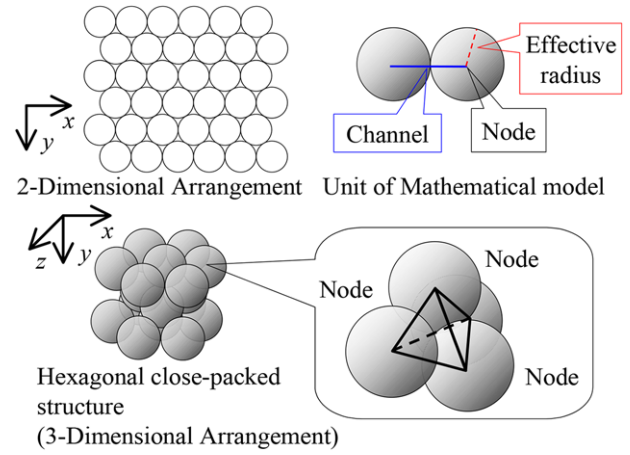 Effective
radius
Channel
Node
x
y
2-Dimensional Arrangement
Unit of Mathematical model
x
y
z
Node
Node
Node
Hexagonal close-packed
structure
(3-Dimensional Arrangement)